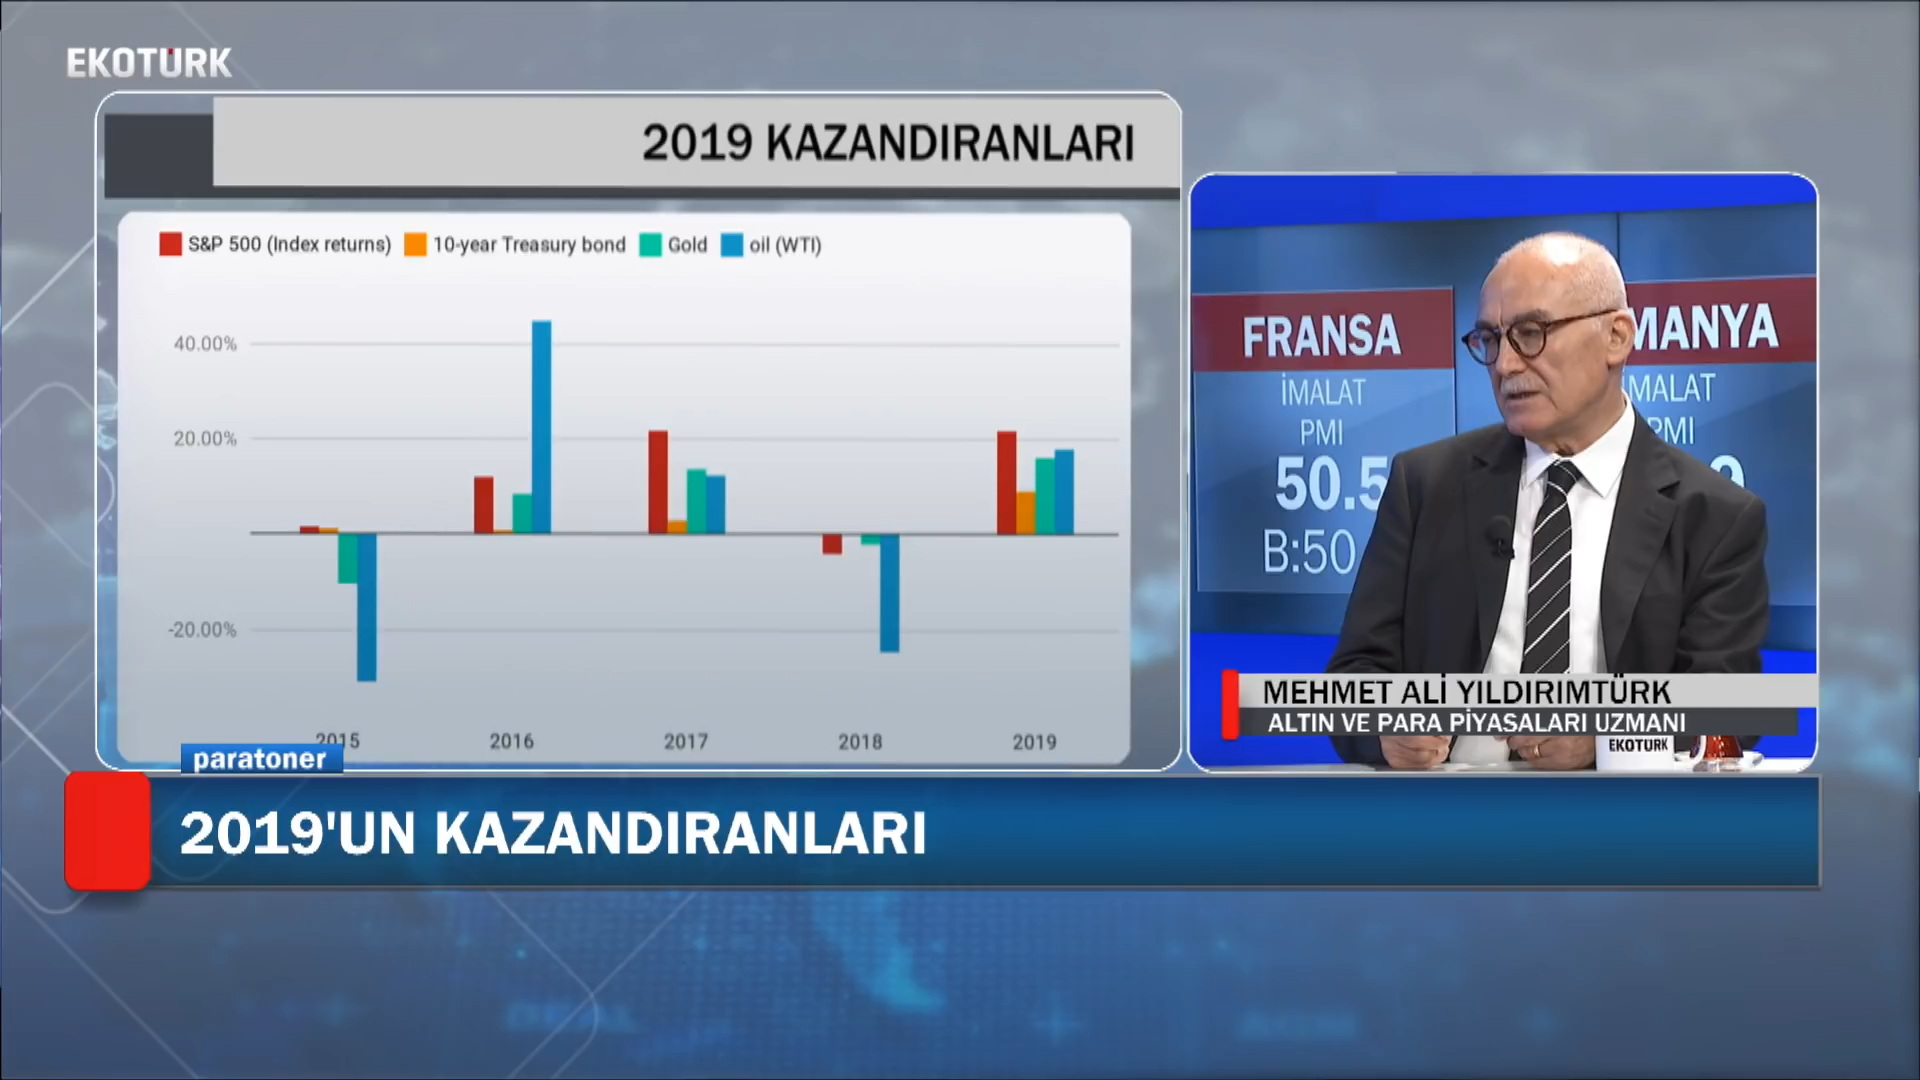 EKOTÜRK
2019 KAZANDIRANLARI
S&P 500 (Index returns) 10-year Treasury bond Gold oil (WTI)
40.00%
20.00%
-20.00%
2015 2016 2017 2018 2019
FRANSA
İMALAT
PMI
50.5
B:50
MANYA
İMALAT
PMI
MEHMET ALİ YILDIRIMTÜRK
ALTIN VE PARA PİYASALARI UZMANI
EKOTÜRK
paratoner
2019'UN KAZANDIRANLARI